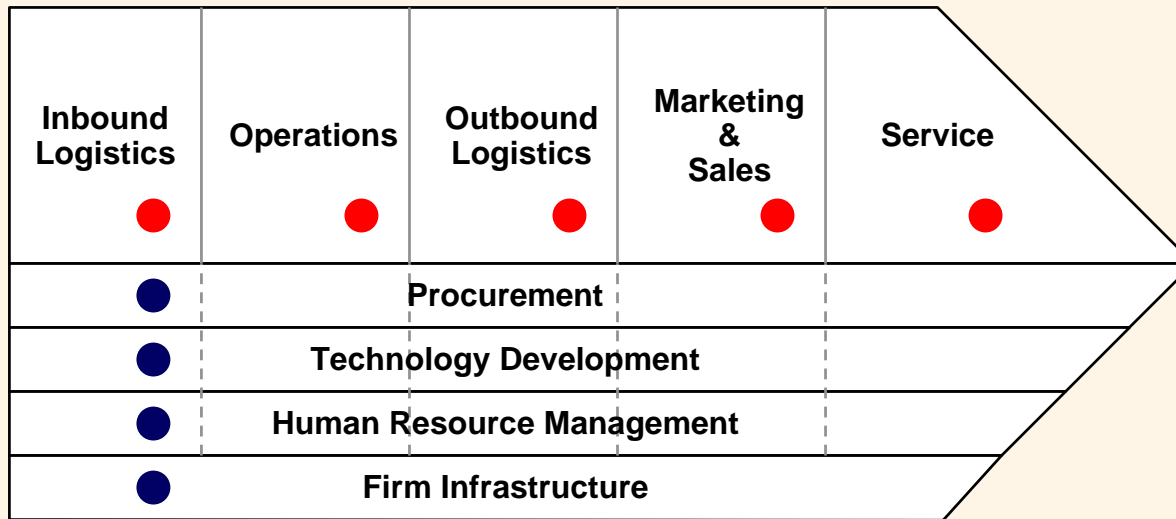 Inbound
Logistics
Operations
Outbound
Logistics
Marketing
&
Sales
Service
Procurement
Technology Development
Human Resource Management
Firm Infrastructure